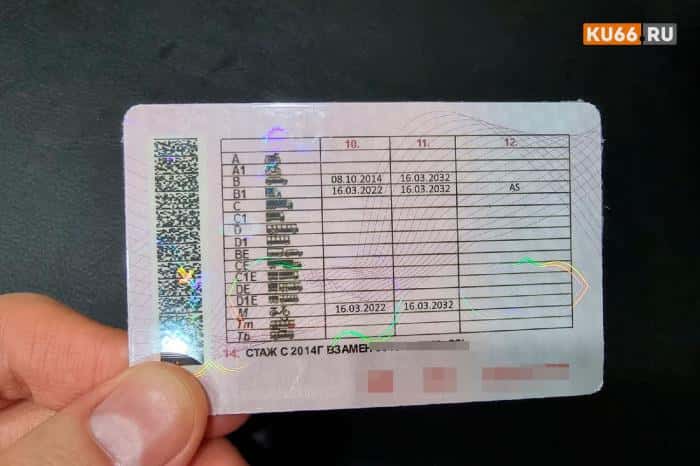 KU66.RU
10. 11. 12.
A
A1
B 08.10.2014 16.03.2032
B1 16.03.2022 16.03.2032 AS
C
C1
D
D1
BE
CE
C1E
DE
D1E
M 16.03.2022 16.03.2032
Tm
Tb
14. СТАЖ С 2014Г ВЗАМЕН